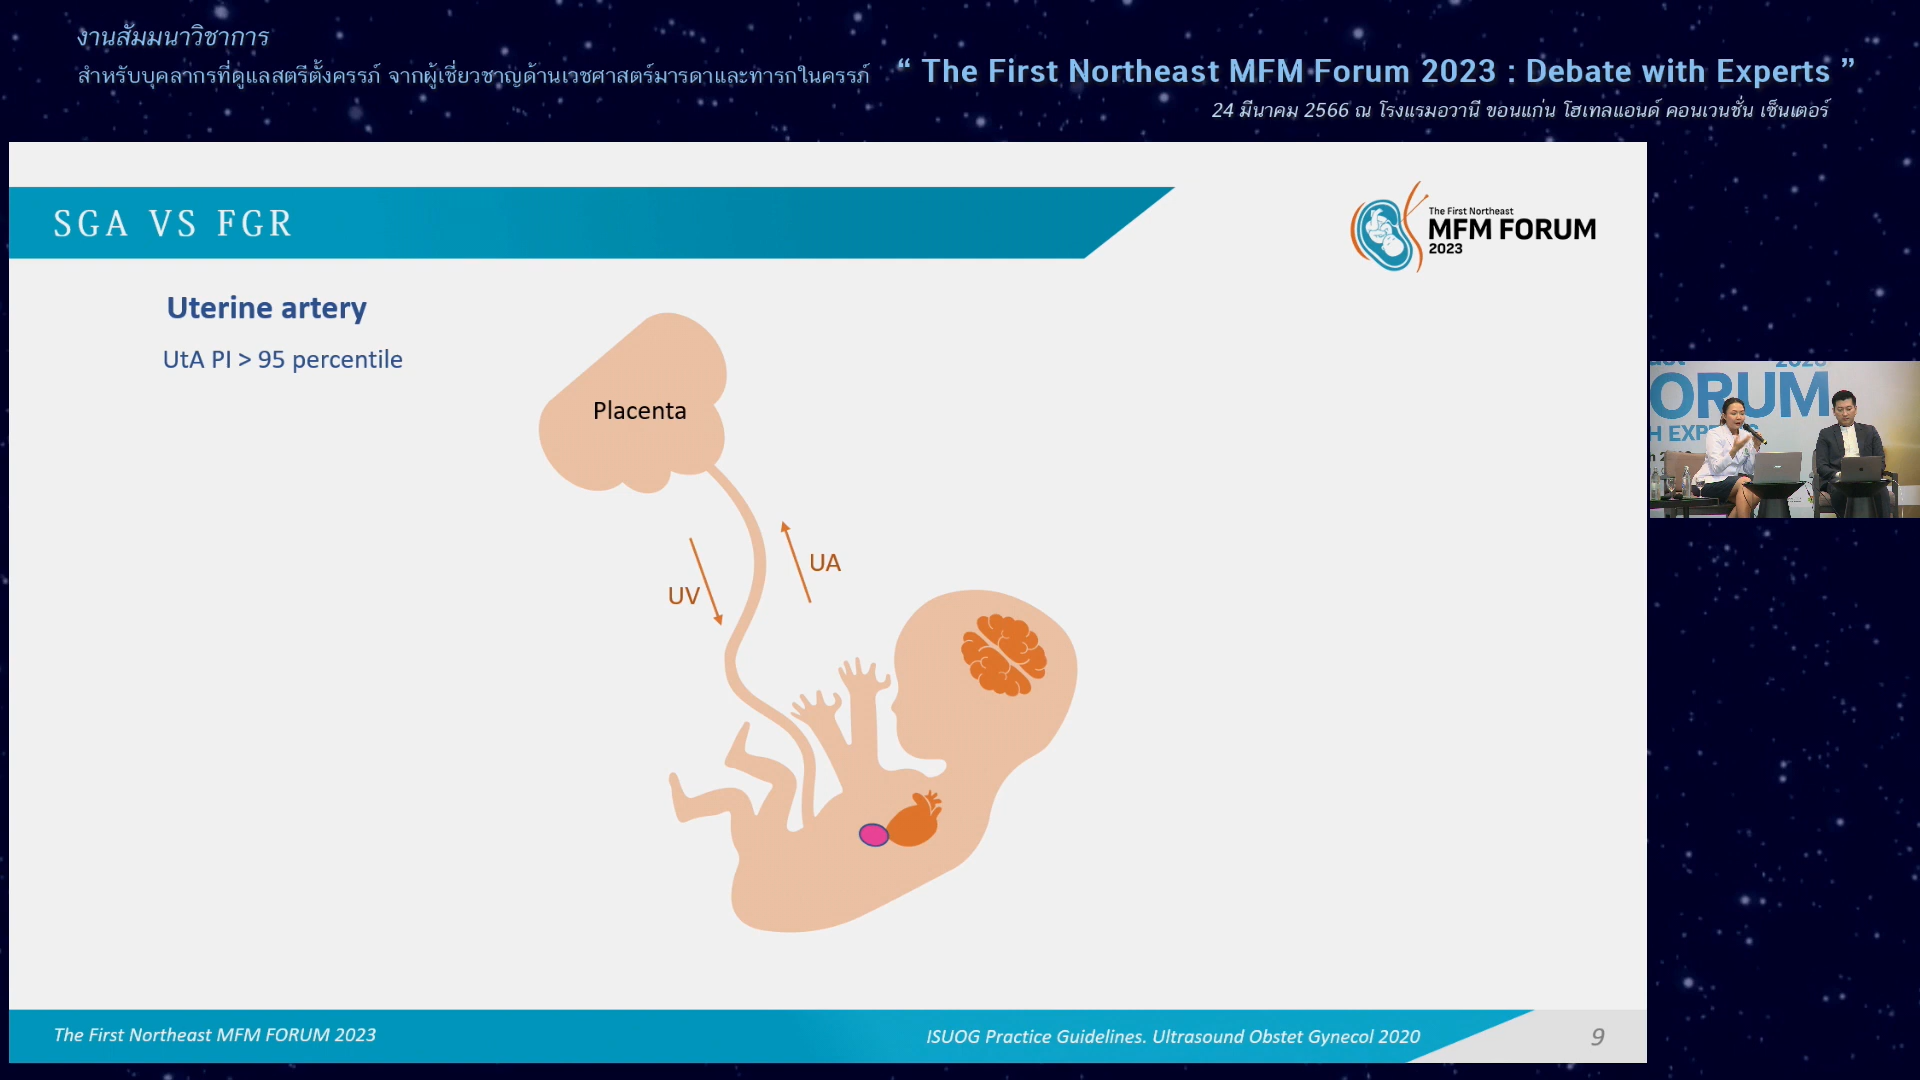 งานสัมมนาวิชาการ
สำหรับบุคลากรที่ดูแลสตรีตั้งครรภ์ จากผู้เชี่ยวชาญด้านเวชศาสตร์มารดาและทารกในครรภ์
“ The First Northeast MFM Forum 2023 : Debate with Experts ”
24 มีนาคม 2566 ณ โรงแรมอวานี ขอนแก่น โฮเทลแอนด์ คอนเวนชั่น เซ็นเตอร์
SGA VS FGR
The First Northeast
MFM FORUM
2023
Uterine artery
UtA PI > 95 percentile
Placenta
UA
UV
2023
ORUM
H EXP
The First Northeast MFM FORUM 2023
ISUOG Practice Guidelines. Ultrasound Obstet Gynecol 2020
9